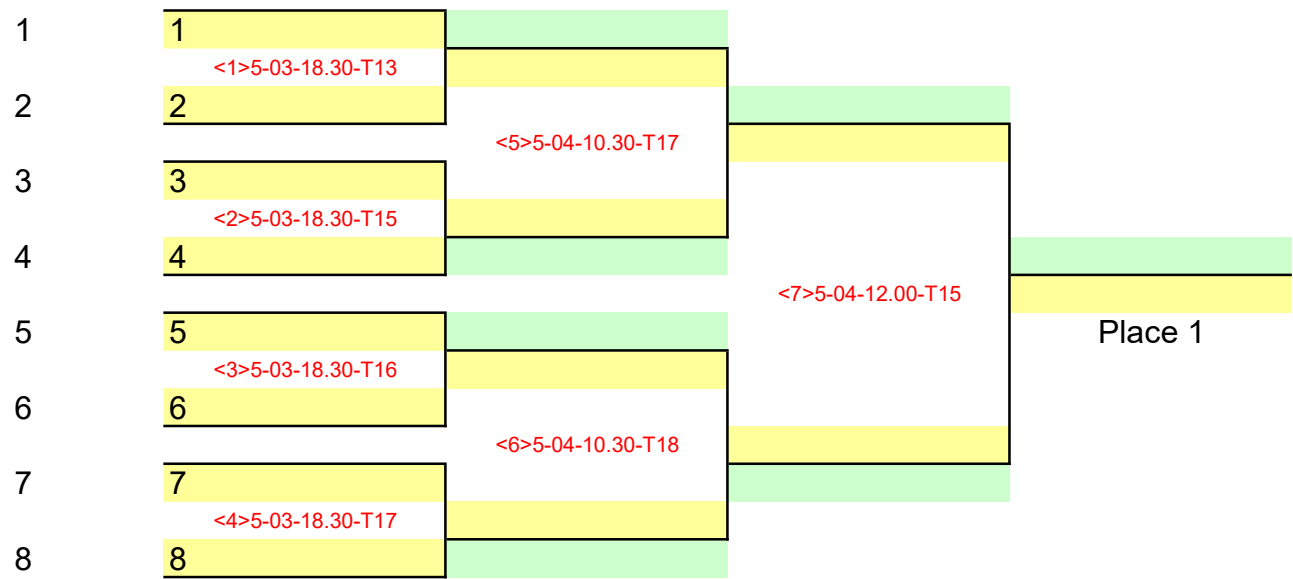 1 1
<1>5-03-18.30-T13
2 2
<5>5-04-10.30-T17
3 3
<2>5-03-18.30-T15
4 4
<7>5-04-12.00-T15
5 5
Place 1
<3>5-03-18.30-T16
6 6
<6>5-04-10.30-T18
7 7
<4>5-03-18.30-T17
8 8